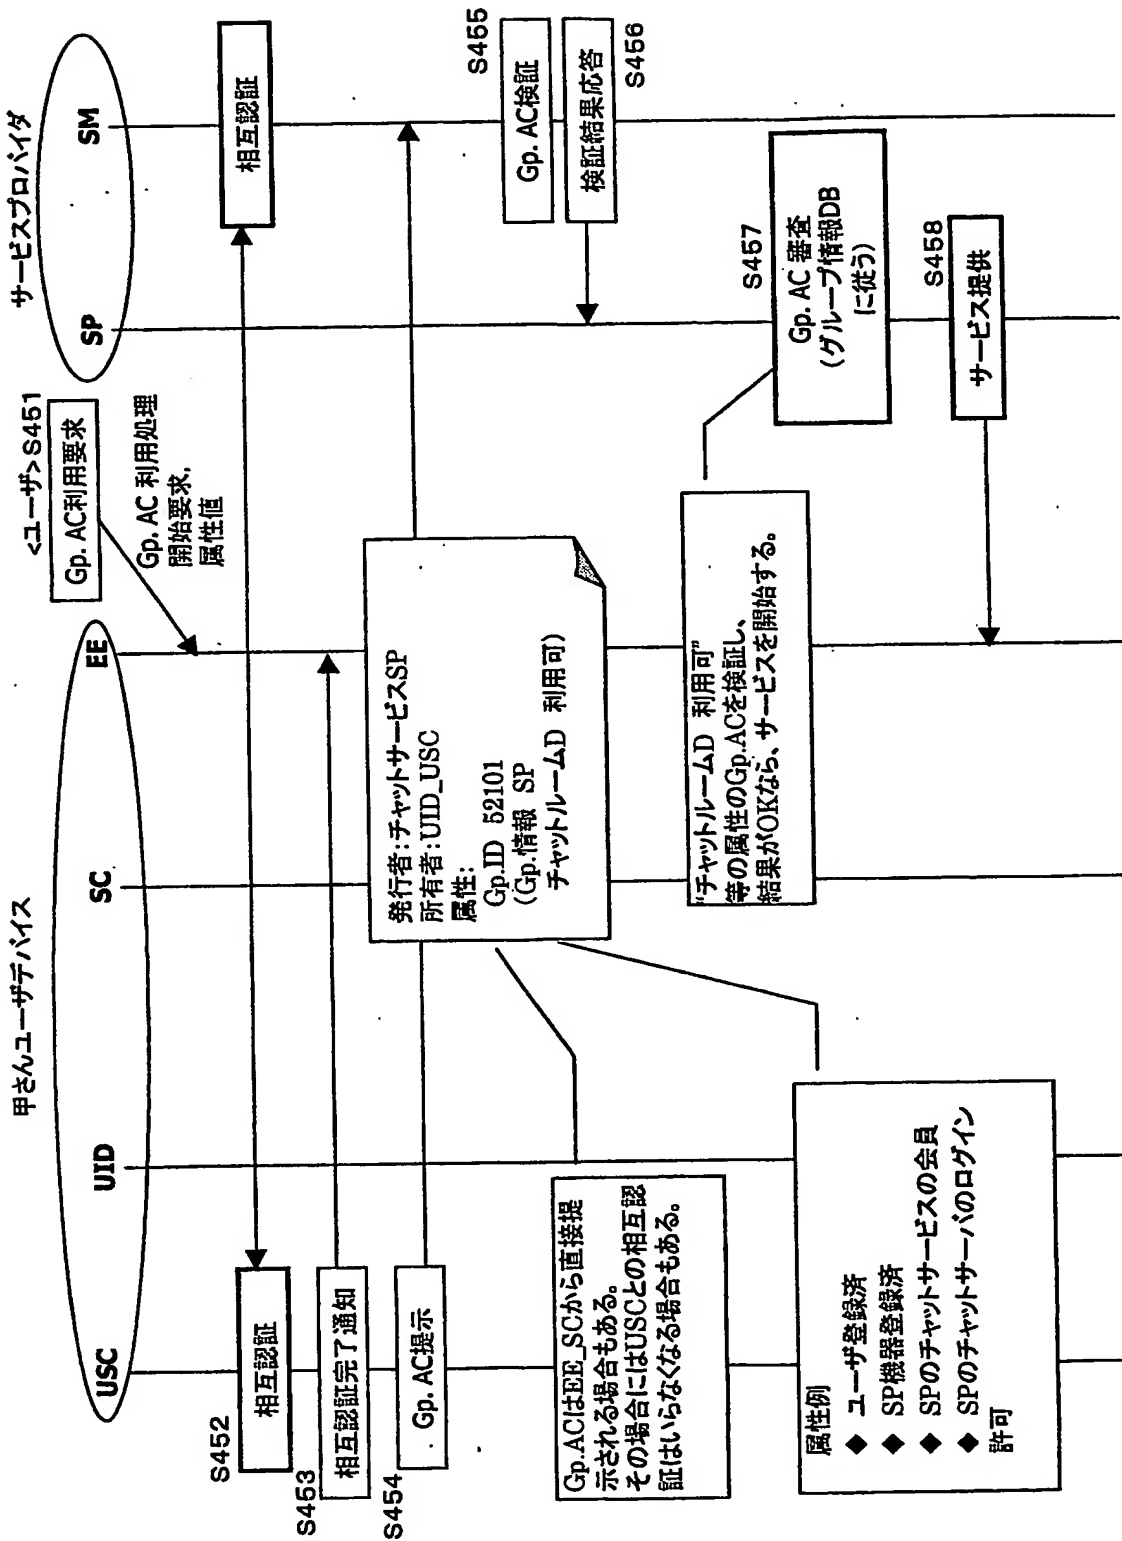 甲さんユーザデバイス
サービスプロバイダ
USC
UID
SC
EE
SP
SM
<ユーザ>S451
Gp. AC利用要求
Gp. AC 利用処理
開始要求,
属性値
S452
相互認証
相互認証
S453
相互認証完了通知
S454
Gp. AC提示
発行者:チャットサービスSP
所有者:UID_USC
属性:
Gp.ID 52101
(Gp.情報 SP
チャットルームD 利用可)
S455
Gp. AC検証
検証結果応答
S456
Gp.ACはEE_SCから直接提
示される場合もある。
その場合にはUSCとの相互認
証はいらなくなる場合もある。
"チャットルームD 利用可"
等の属性のGp.ACを検証し、
結果がOKなら、サービスを開始する。
S457
Gp. AC 審査
(グループ情報DB
に従う)
属性例
◆ ユーザ登録済
◆ SP機器登録済
◆ SPのチャットサービスの会員
◆ SPのチャットサーバのログイン
許可
S458
サービス提供